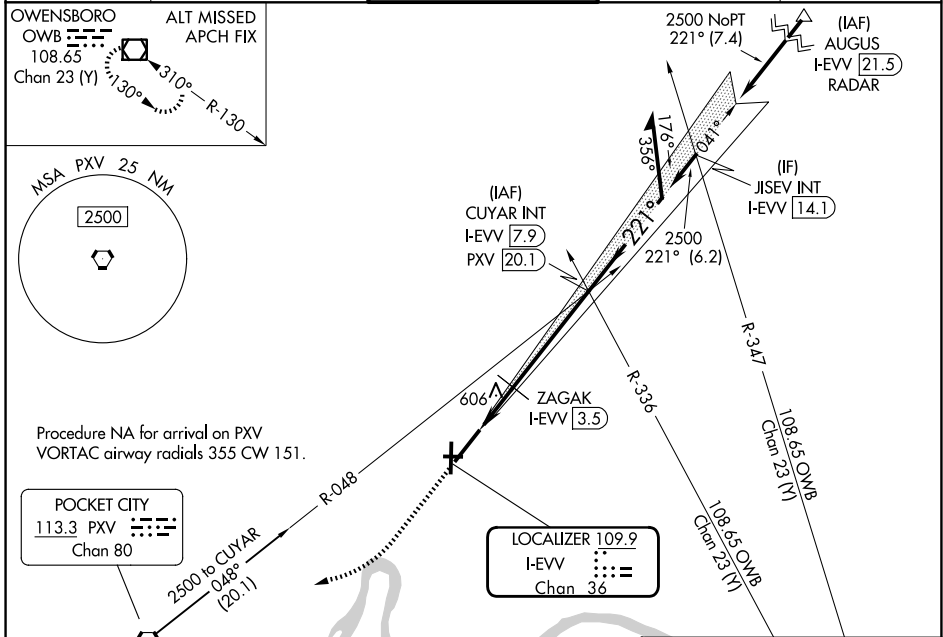 OWENSBORO
OWB
108.65
Chan 23 (Y)
ALT MISSED
APCH FIX
130°
310°
R-130
MSA PXV 25 NM
2500
2500 NoPT
221° (7.4)
(IAF)
AUGUS
I-EVV 21.5
RADAR
176°
356°
041°
(IF)
JISEV INT
I-EVV 14.1
(IAF)
CUYAR INT
I-EVV 7.9
PXV 20.1
221°
2500
221° (6.2)
R-347
R-336
606
ZAGAK
I-EVV 3.5
108.65 OWB
Chan 23 (Y)
Procedure NA for arrival on PXV
VORTAC airway radials 355 CW 151.
R-048
POCKET CITY
113.3 PXV
Chan 80
2500 to CUYAR
048°
(20.1)
LOCALIZER 109.9
I-EVV
Chan 36
108.65 OWB
Chan 23 (Y)